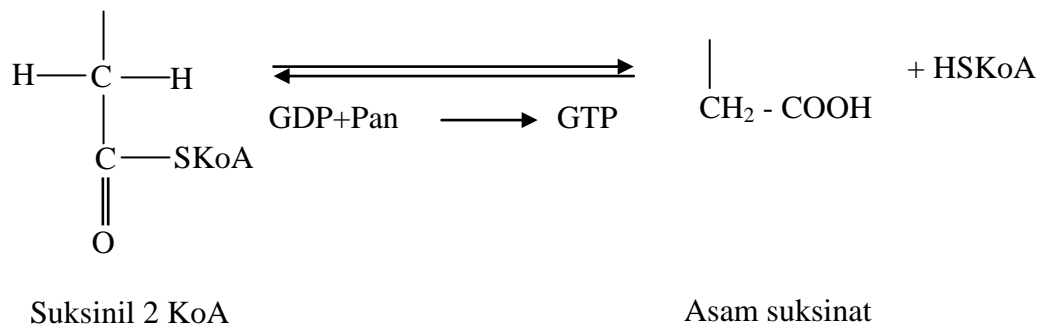 H C H + HSKoA
CH₂ - COOH
GDP+Pan GTP
C SKoA
O
Suksinil 2 KoA Asam suksinat